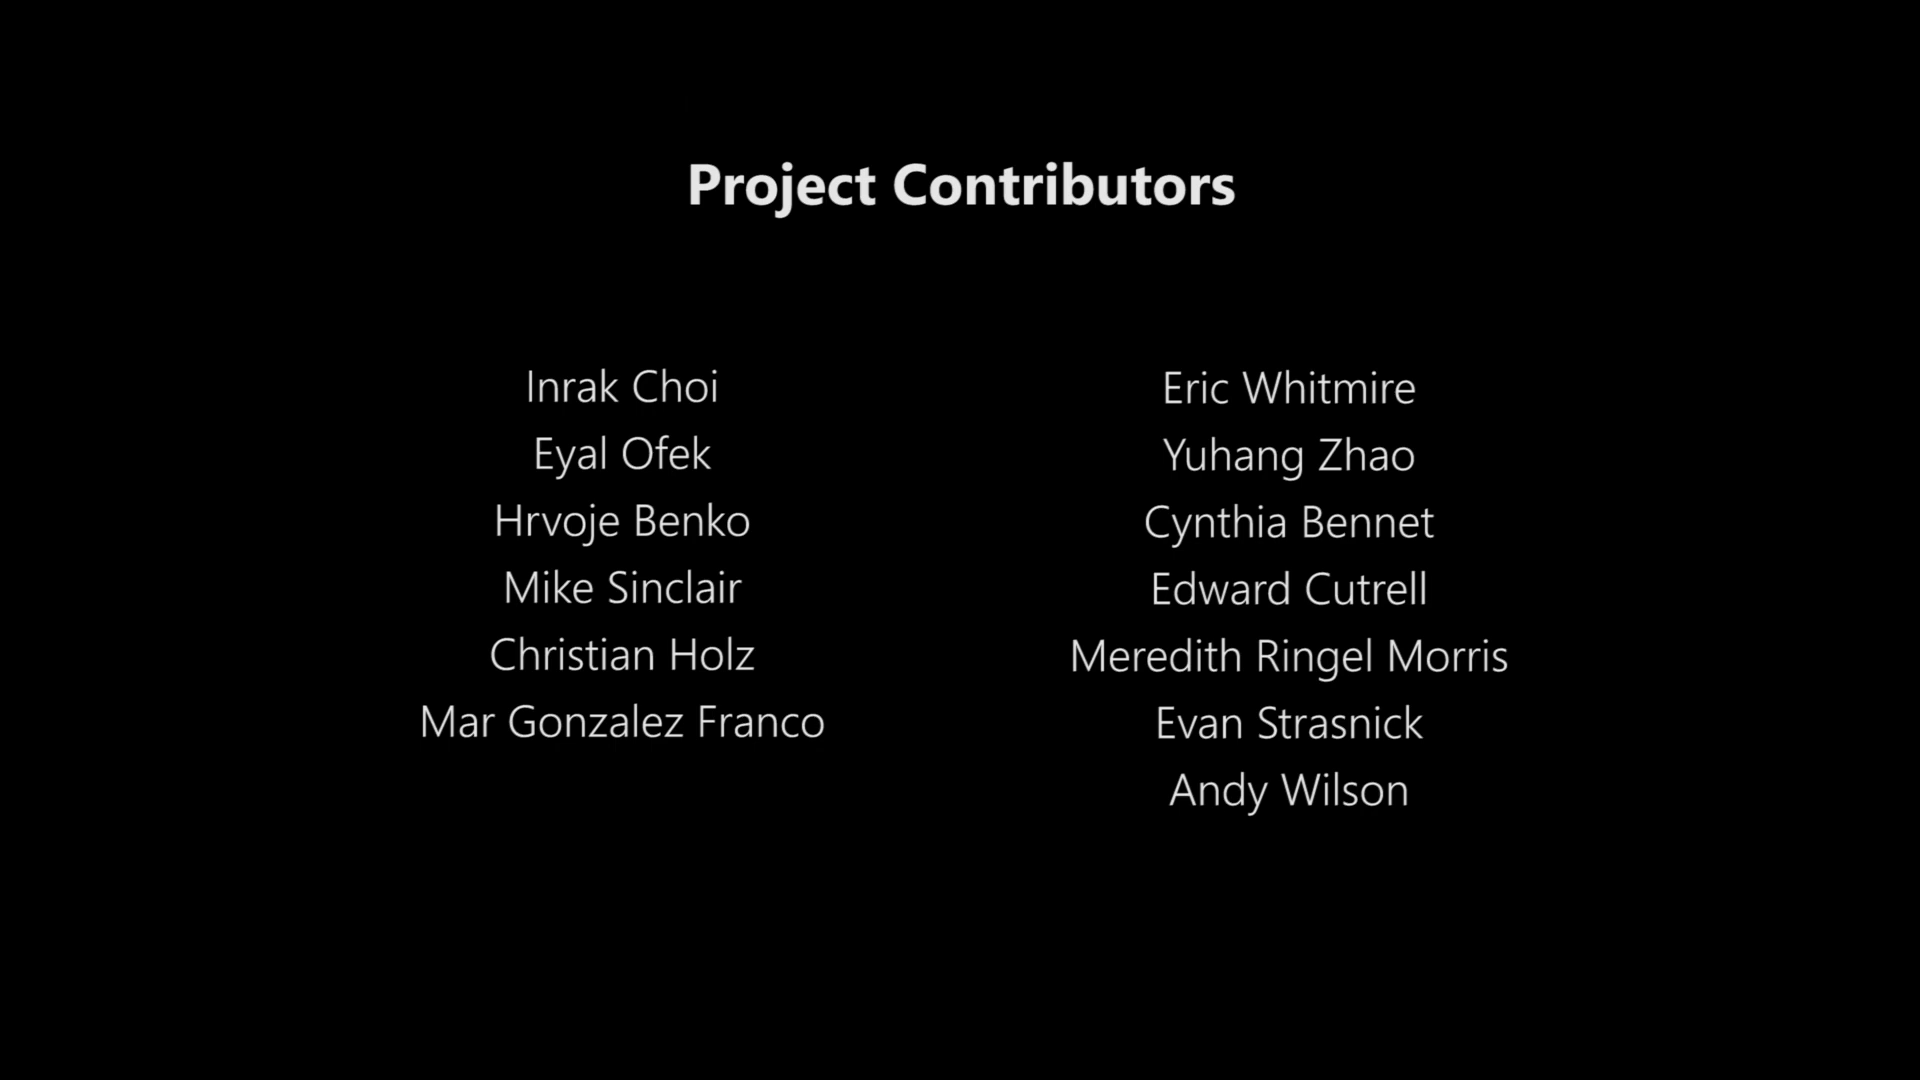 Project Contributors
Inrak Choi
Eyal Ofek
Hrvoje Benko
Mike Sinclair
Christian Holz
Mar Gonzalez Franco
Eric Whitmire
Yuhang Zhao
Cynthia Bennet
Edward Cutrell
Meredith Ringel Morris
Evan Strasnick
Andy Wilson